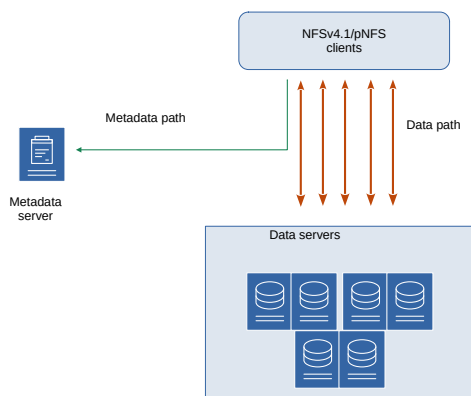 NFSv4.1/pNFS
clients
Metadata path
Data path
Metadata
server
Data servers